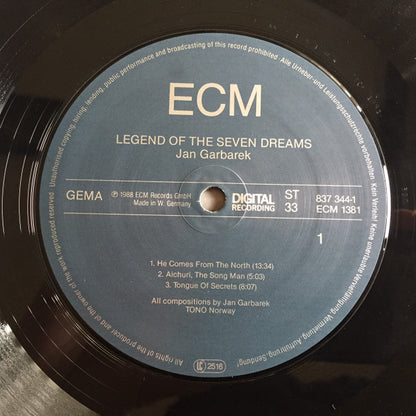 ECM
LEGEND OF THE SEVEN DREAMS
Jan Garbarek
GEMA
℗ 1988 ECM Records GmbH
Made in W. Germany
DIGITAL
RECORDING
ST
33
837 344-1
ECM 1381
1
1. He Comes From The North (13:34)
2. Aichuri, The Song Man (5:03)
3. Tongue Of Secrets (8:07)
All compositions by Jan Garbarek
TONO Norway
LC 2516
All rights of the producer and of the owner of the work reproduced reserved. Unauthorised copying, hiring, lending, public performance and broadcasting of this record prohibited. Alle Urheber- und Leistungsschutzrechte vorbehalten. Kein Verleih! Keine unerlaubte Vervielfältigung, Vermietung, Aufführung, Sendung!